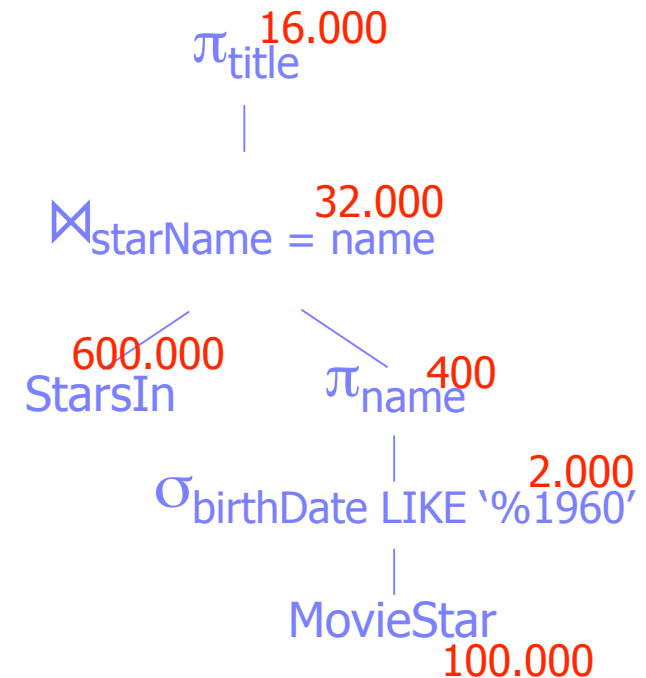 16.000
π title
32.000
⋈ starName = name
600.000
StarsIn
400
π name
2.000
σ birthDate LIKE ‘%1960’
MovieStar
100.000